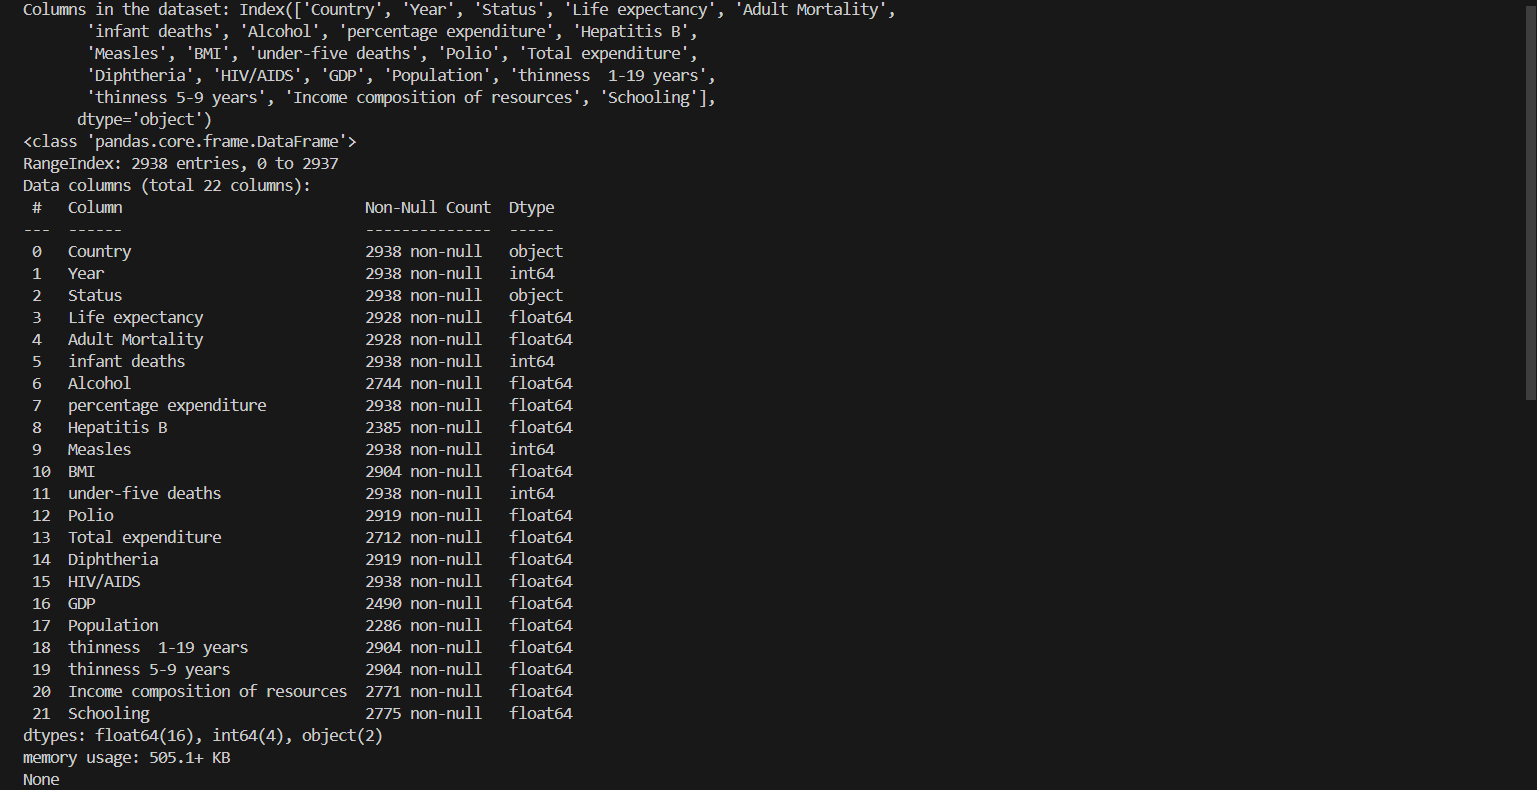 Columns in the dataset: Index(['Country', 'Year', 'Status', 'Life expectancy', 'Adult Mortality',
       'infant deaths', 'Alcohol', 'percentage expenditure', 'Hepatitis B',
       'Measles', 'BMI', 'under-five deaths', 'Polio', 'Total expenditure',
       'Diphtheria', 'HIV/AIDS', 'GDP', 'Population', 'thinness  1-19 years',
       'thinness 5-9 years', 'Income composition of resources', 'Schooling'],
      dtype='object')
<class 'pandas.core.frame.DataFrame'>
RangeIndex: 2938 entries, 0 to 2937
Data columns (total 22 columns):
 #   Column                           Non-Null Count  Dtype
---  ------                           --------------  -----
 0   Country                          2938 non-null   object
 1   Year                             2938 non-null   int64
 2   Status                           2938 non-null   object
 3   Life expectancy                  2928 non-null   float64
 4   Adult Mortality                  2928 non-null   float64
 5   infant deaths                    2938 non-null   int64
 6   Alcohol                          2744 non-null   float64
 7   percentage expenditure           2938 non-null   float64
 8   Hepatitis B                      2385 non-null   float64
 9   Measles                          2938 non-null   int64
 10  BMI                              2904 non-null   float64
 11  under-five deaths                2938 non-null   int64
 12  Polio                            2919 non-null   float64
 13  Total expenditure                2712 non-null   float64
 14  Diphtheria                       2919 non-null   float64
 15  HIV/AIDS                         2938 non-null   float64
 16  GDP                              2490 non-null   float64
 17  Population                       2286 non-null   float64
 18  thinness  1-19 years             2904 non-null   float64
 19  thinness 5-9 years               2904 non-null   float64
 20  Income composition of resources  2771 non-null   float64
 21  Schooling                        2775 non-null   float64
dtypes: float64(16), int64(4), object(2)
memory usage: 505.1+ KB
None